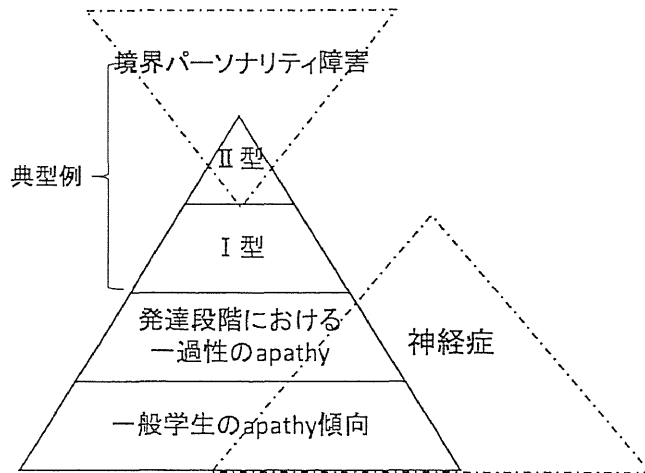 境界パーソナリティ障害
Ⅱ型
典型例
Ⅰ型
発達段階における
一過性のapathy
神経症
一般学生のapathy傾向